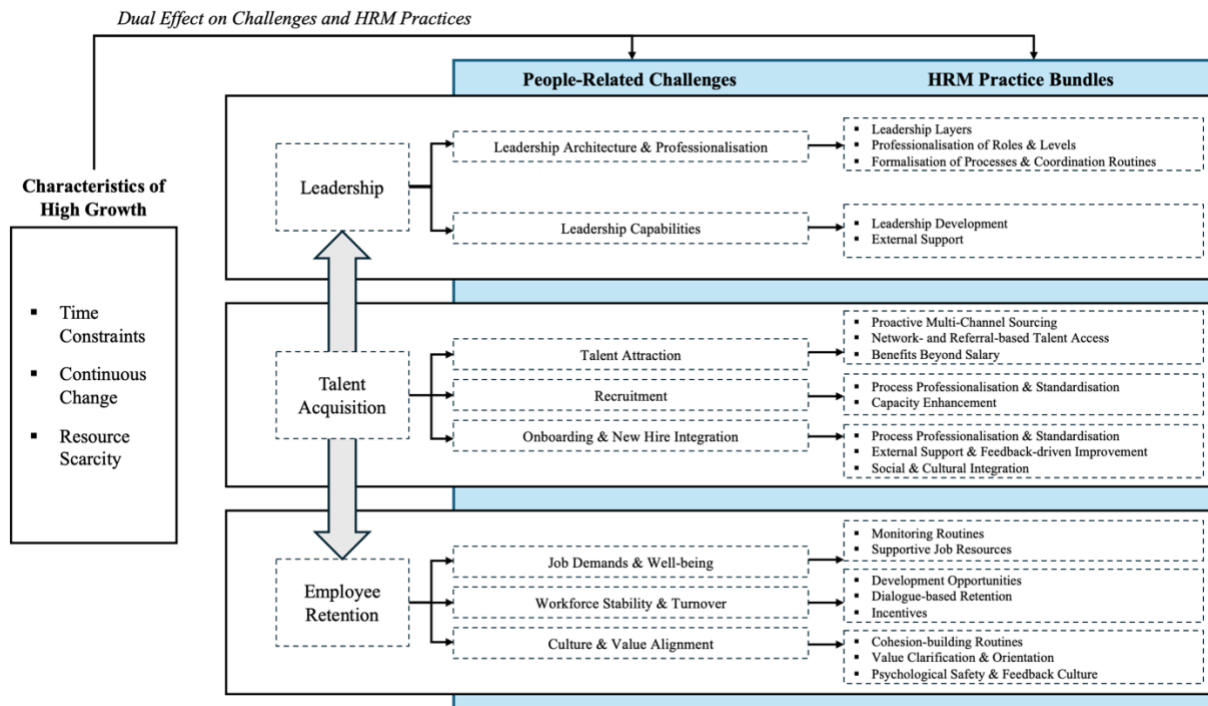 Dual Effect on Challenges and HRM Practices
People-Related Challenges
HRM Practice Bundles
Characteristics of
High Growth
▪ Time
Constraints
▪ Continuous
Change
▪ Resource
Scarcity
Leadership
Leadership Architecture & Professionalisation
▪ Leadership Layers
▪ Professionalisation of Roles & Levels
▪ Formalisation of Processes & Coordination Routines
Leadership Capabilities
▪ Leadership Development
▪ External Support
Talent
Acquisition
Talent Attraction
▪ Proactive Multi-Channel Sourcing
▪ Network- and Referral-based Talent Access
▪ Benefits Beyond Salary
Recruitment
▪ Process Professionalisation & Standardisation
▪ Capacity Enhancement
Onboarding & New Hire Integration
▪ Process Professionalisation & Standardisation
▪ External Support & Feedback-driven Improvement
▪ Social & Cultural Integration
Employee
Retention
Job Demands & Well-being
▪ Monitoring Routines
▪ Supportive Job Resources
Workforce Stability & Turnover
▪ Development Opportunities
▪ Dialogue-based Retention
▪ Incentives
Culture & Value Alignment
▪ Cohesion-building Routines
▪ Value Clarification & Orientation
▪ Psychological Safety & Feedback Culture